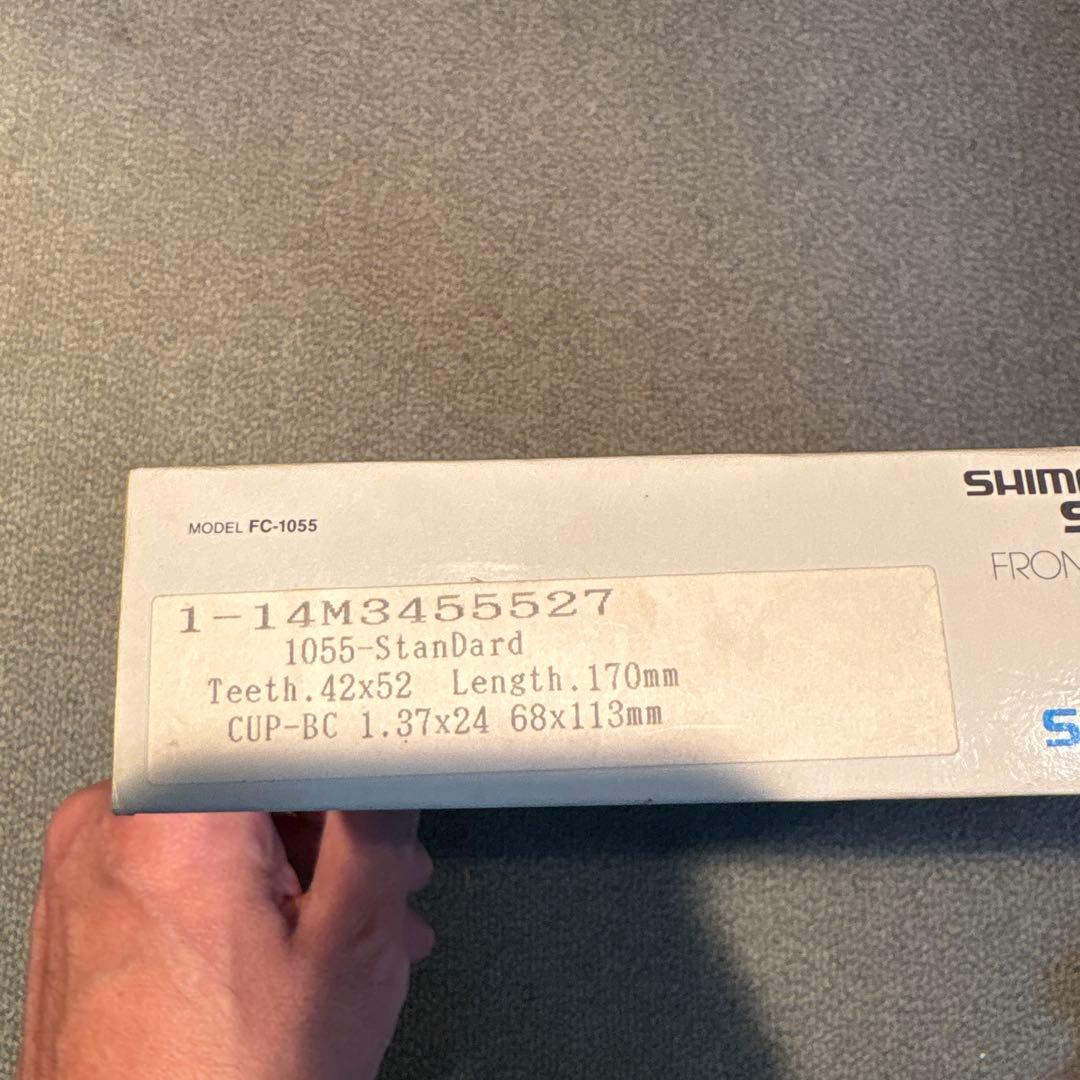 MODEL FC-1055
1-14M3455527
1055-StanDard
Teeth.42x52 Length.170mm
CUP-BC 1.37x24 68x113mm